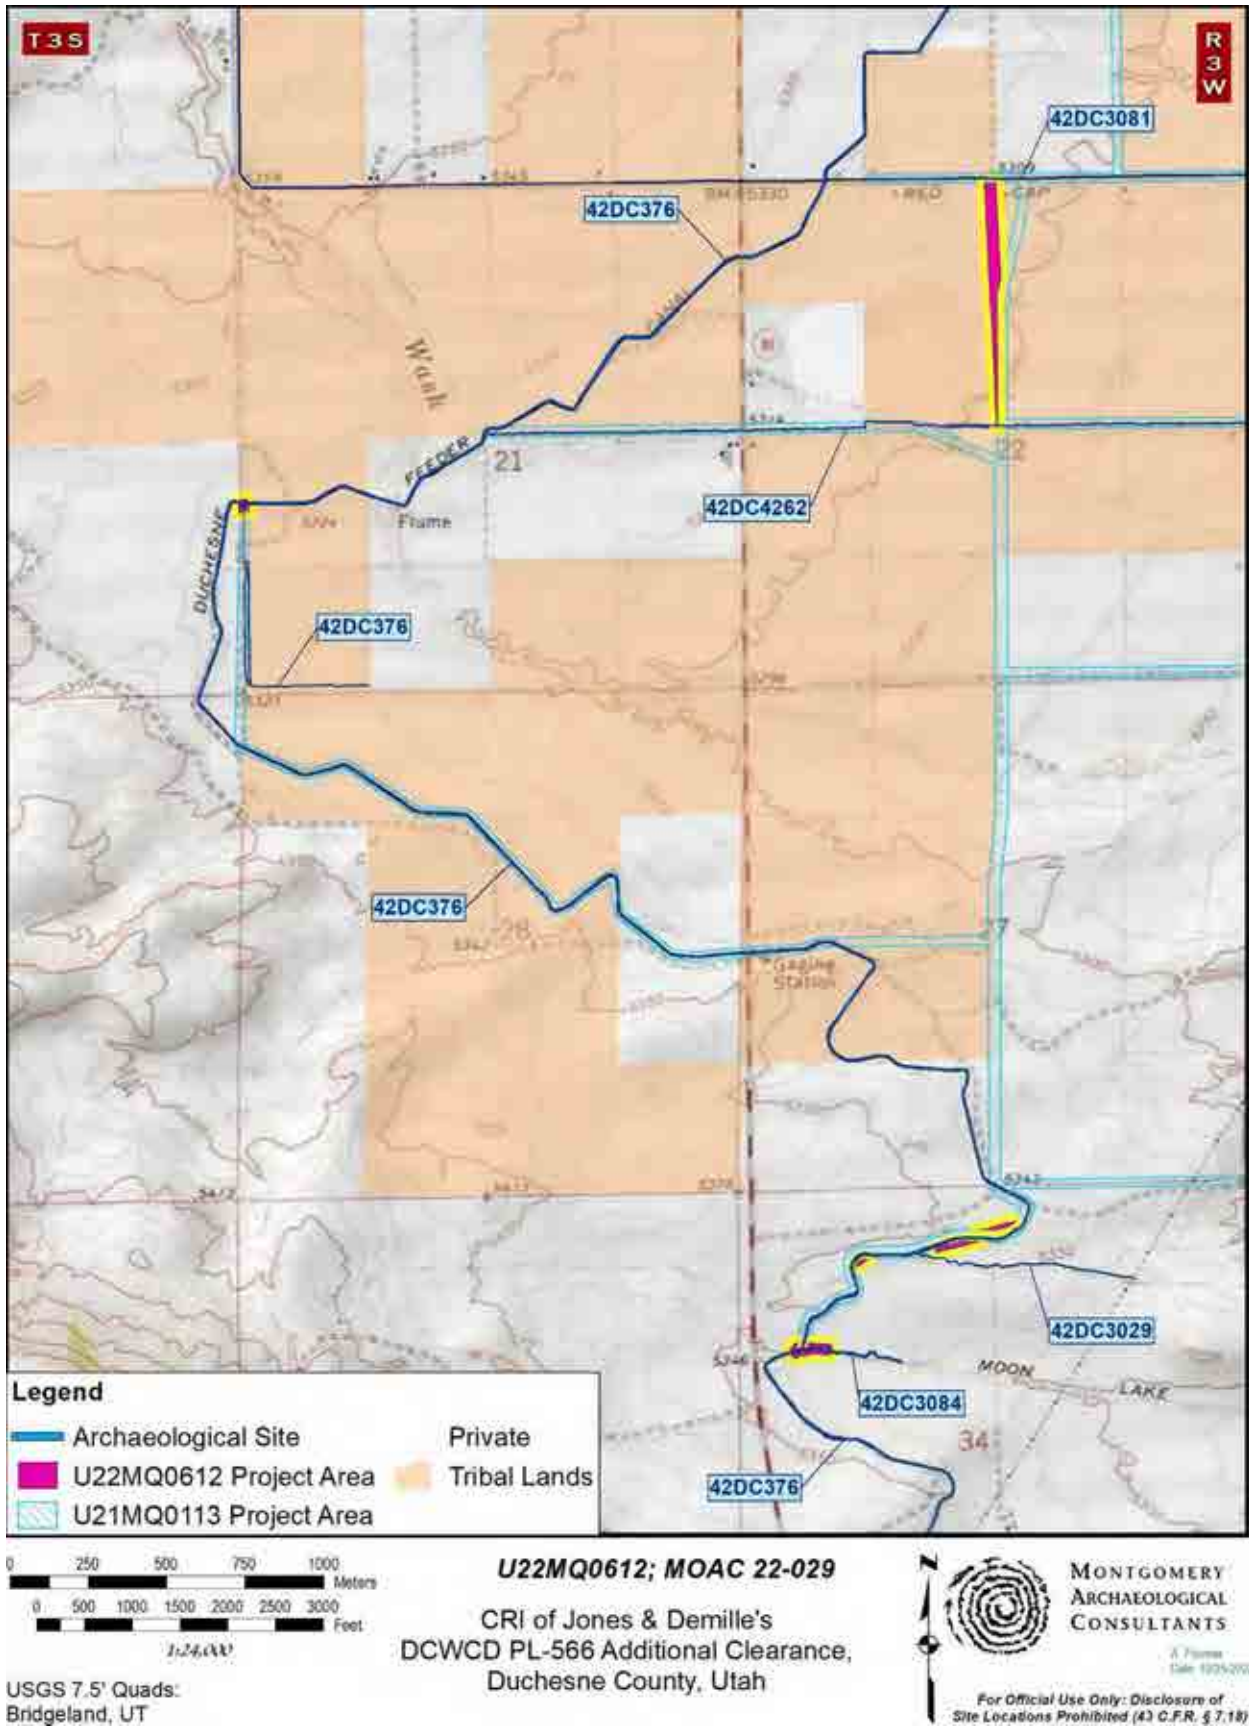 T3S
R
3
W
42DC3081
42DC376
RED
CAP
CANAL
Wash
FEEDER
21
22
42DC4262
Flume
DUCHESNE
42DC376
42DC376
28
27
Gaging
Station
42DC3029
MOON LAKE
42DC3084
34
42DC376
Legend
Archaeological Site
Private
U22MQ0612 Project Area
Tribal Lands
U21MQ0113 Project Area
0 250 500 750 1000
Meters
0 500 1000 1500 2000 2500 3000
Feet
1:24,000
USGS 7.5' Quads:
Bridgeland, UT
U22MQ0612; MOAC 22-029
CRI of Jones & Demille's
DCWCD PL-566 Additional Clearance,
Duchesne County, Utah
N
MONTGOMERY
ARCHAEOLOGICAL
CONSULTANTS
For Official Use Only: Disclosure of
Site Locations Prohibited (43 C.F.R. § 7.18)